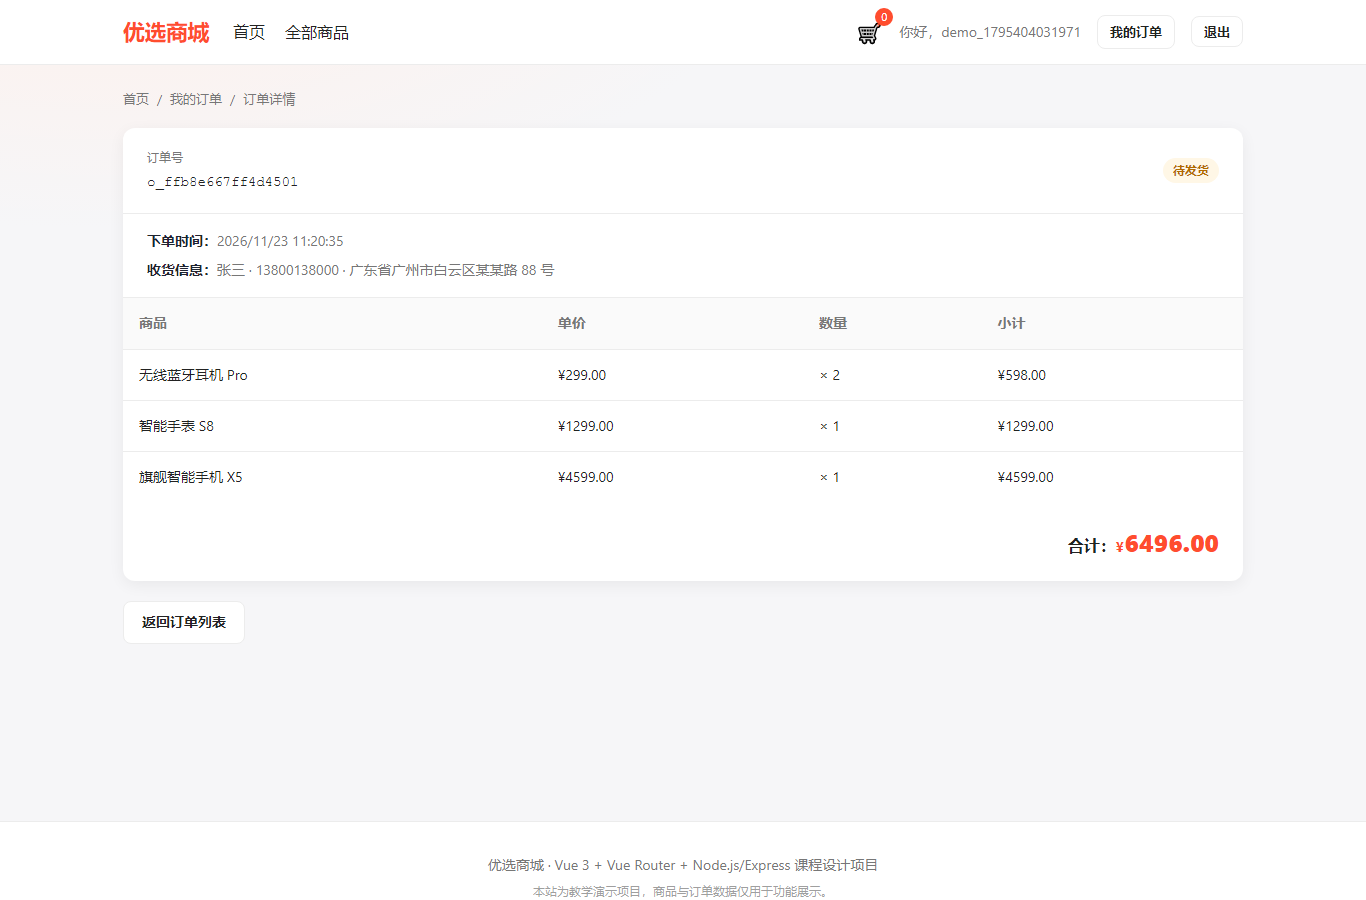 优选商城 首页 全部商品 0 你好，demo_1795404031971 我的订单 退出
首页 / 我的订单 / 订单详情
订单号
o_ffb8e667ff4d4501
待发货
下单时间：2026/11/23 11:20:35
收货信息：张三 · 13800138000 · 广东省广州市白云区某某路 88 号
商品 单价 数量 小计
无线蓝牙耳机 Pro ¥299.00 × 2 ¥598.00
智能手表 S8 ¥1299.00 × 1 ¥1299.00
旗舰智能手机 X5 ¥4599.00 × 1 ¥4599.00
合计：¥6496.00
返回订单列表
优选商城 · Vue 3 + Vue Router + Node.js/Express 课程设计项目
本站为教学演示项目，商品与订单数据仅用于功能展示。